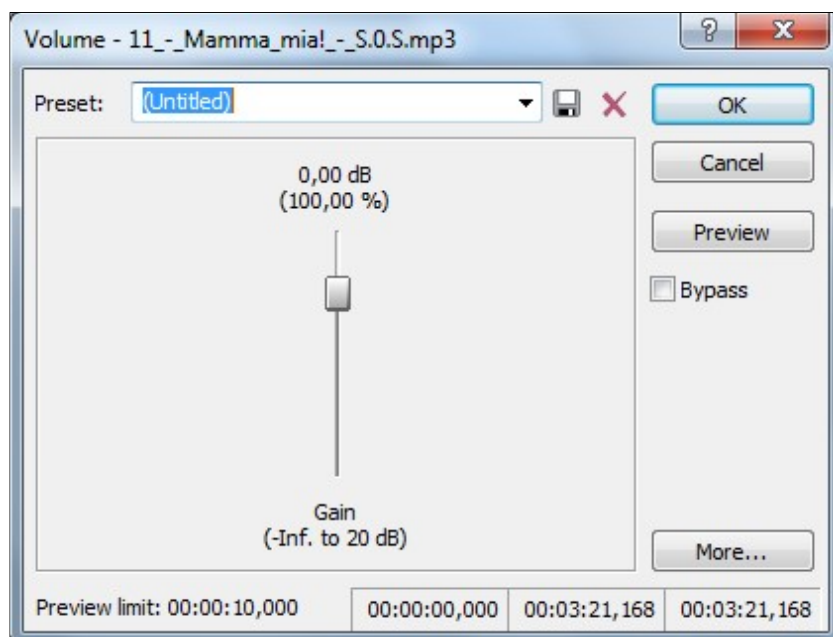 Volume - 11_-_Mamma_mia!_-_S.0.S.mp3
?
Preset: (Untitled)
OK
Cancel
Preview
Bypass
0,00 dB
(100,00 %)
Gain
(-Inf. to 20 dB)
More...
Preview limit: 00:00:10,000 00:00:00,000 00:03:21,168 00:03:21,168